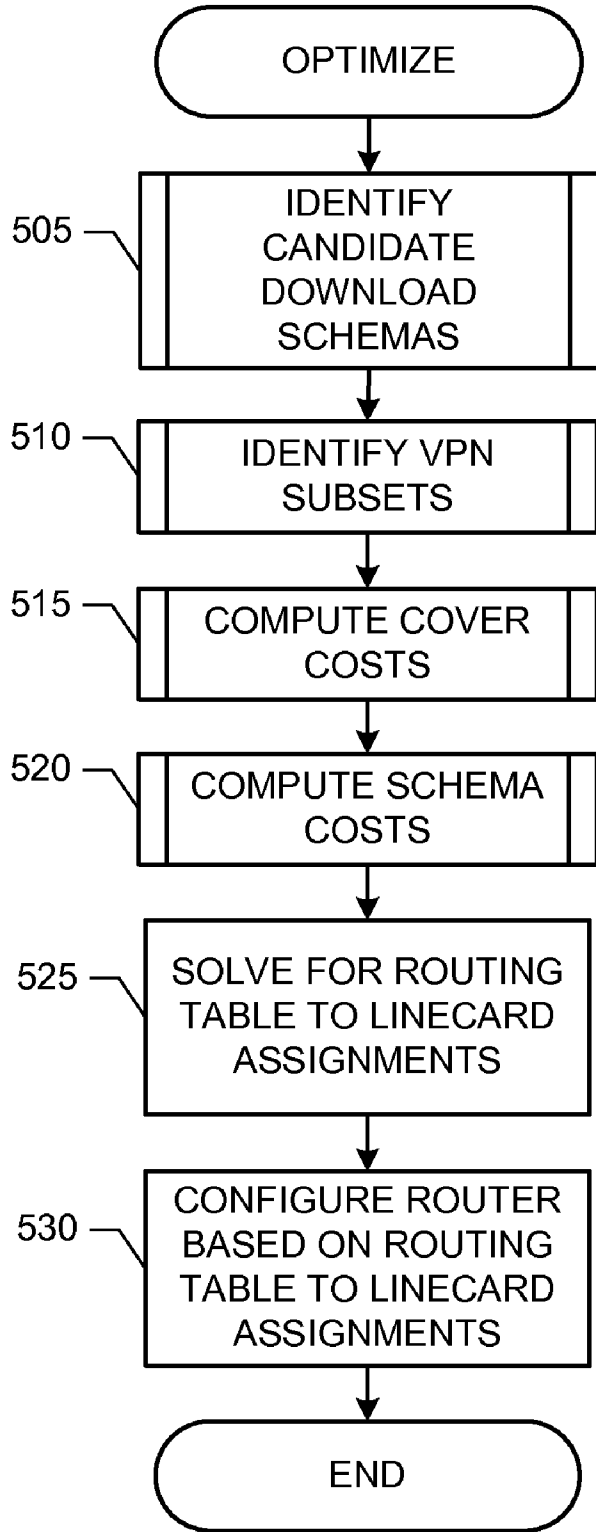 OPTIMIZE
505
IDENTIFY
CANDIDATE
DOWNLOAD
SCHEMAS
510
IDENTIFY VPN
SUBSETS
515
COMPUTE COVER
COSTS
520
COMPUTE SCHEMA
COSTS
525
SOLVE FOR ROUTING
TABLE TO LINECARD
ASSIGNMENTS
530
CONFIGURE ROUTER
BASED ON ROUTING
TABLE TO LINECARD
ASSIGNMENTS
END